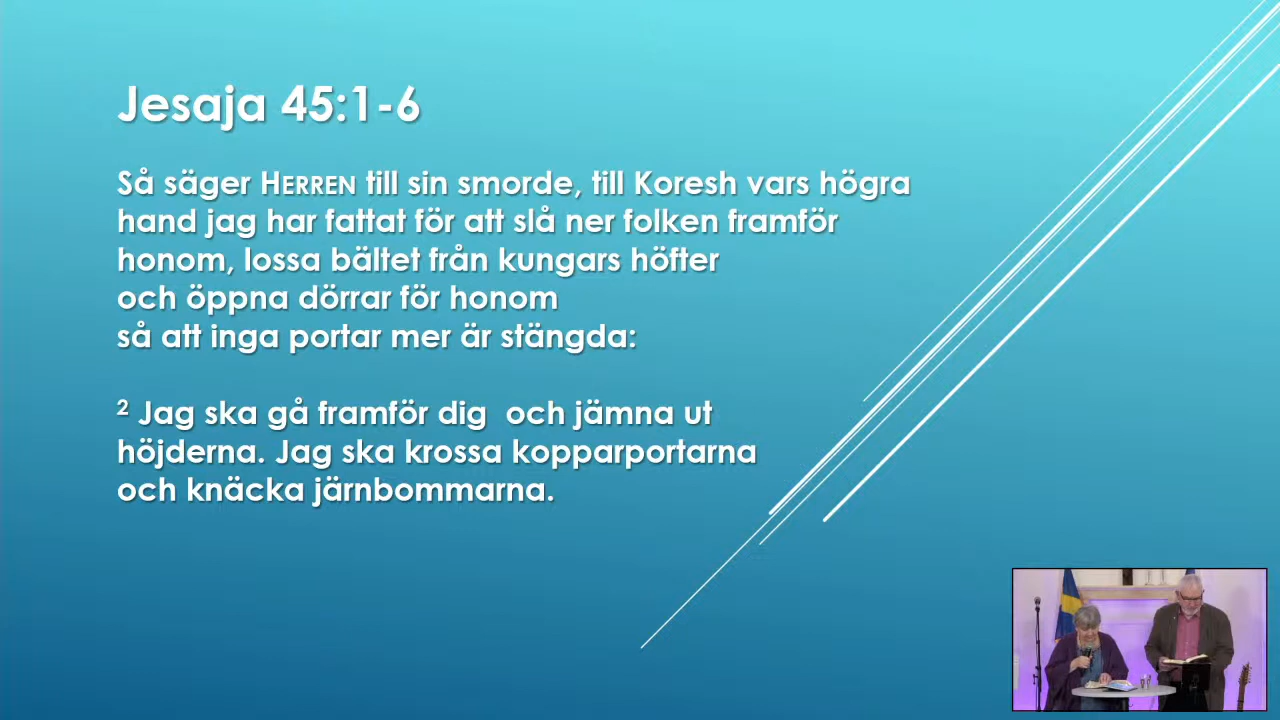 Jesaja 45:1-6
Så säger HERREN till sin smorde, till Koresh vars högra
hand jag har fattat för att slå ner folken framför
honom, lossa bältet från kungars höfter
och öppna dörrar för honom
så att inga portar mer är stängda:
² Jag ska gå framför dig  och jämna ut
höjderna. Jag ska krossa kopparportarna
och knäcka järnbommarna.